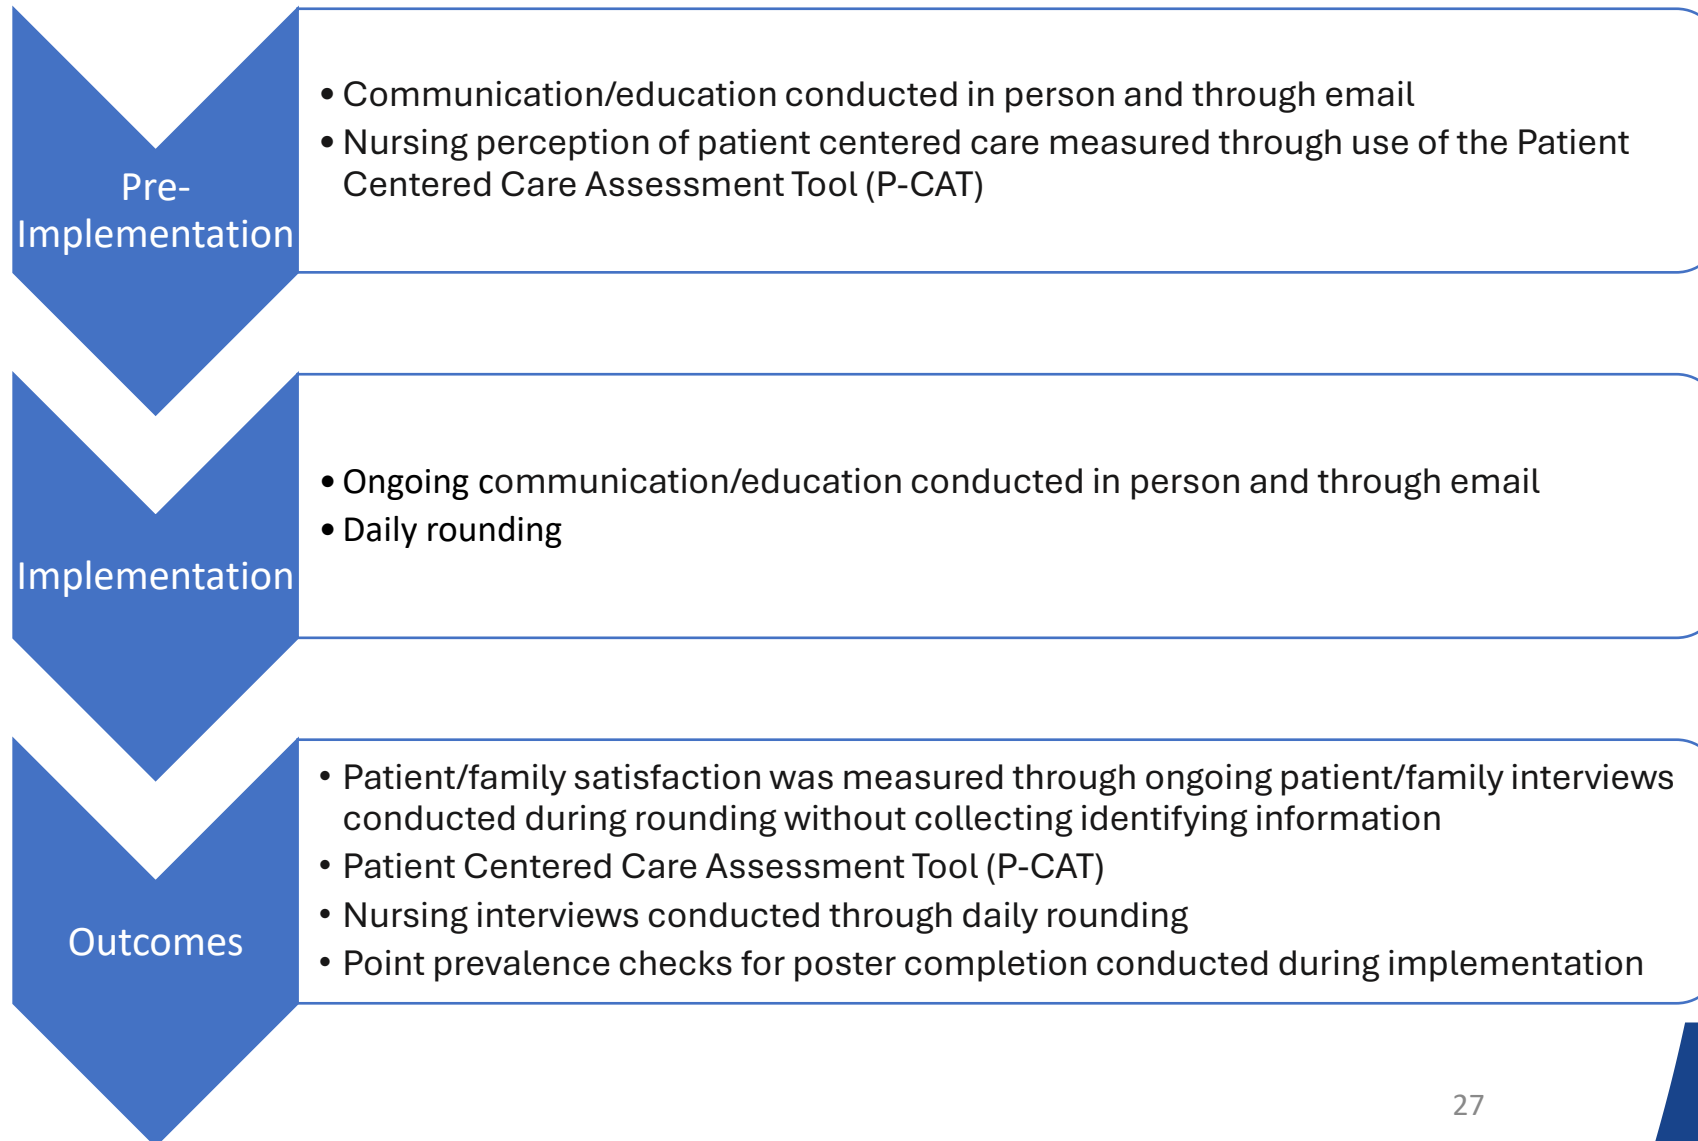 Pre-
Implementation
• Communication/education conducted in person and through email
• Nursing perception of patient centered care measured through use of the Patient
Centered Care Assessment Tool (P-CAT)
Implementation
• Ongoing communication/education conducted in person and through email
• Daily rounding
Outcomes
• Patient/family satisfaction was measured through ongoing patient/family interviews
conducted during rounding without collecting identifying information
• Patient Centered Care Assessment Tool (P-CAT)
• Nursing interviews conducted through daily rounding
• Point prevalence checks for poster completion conducted during implementation
27